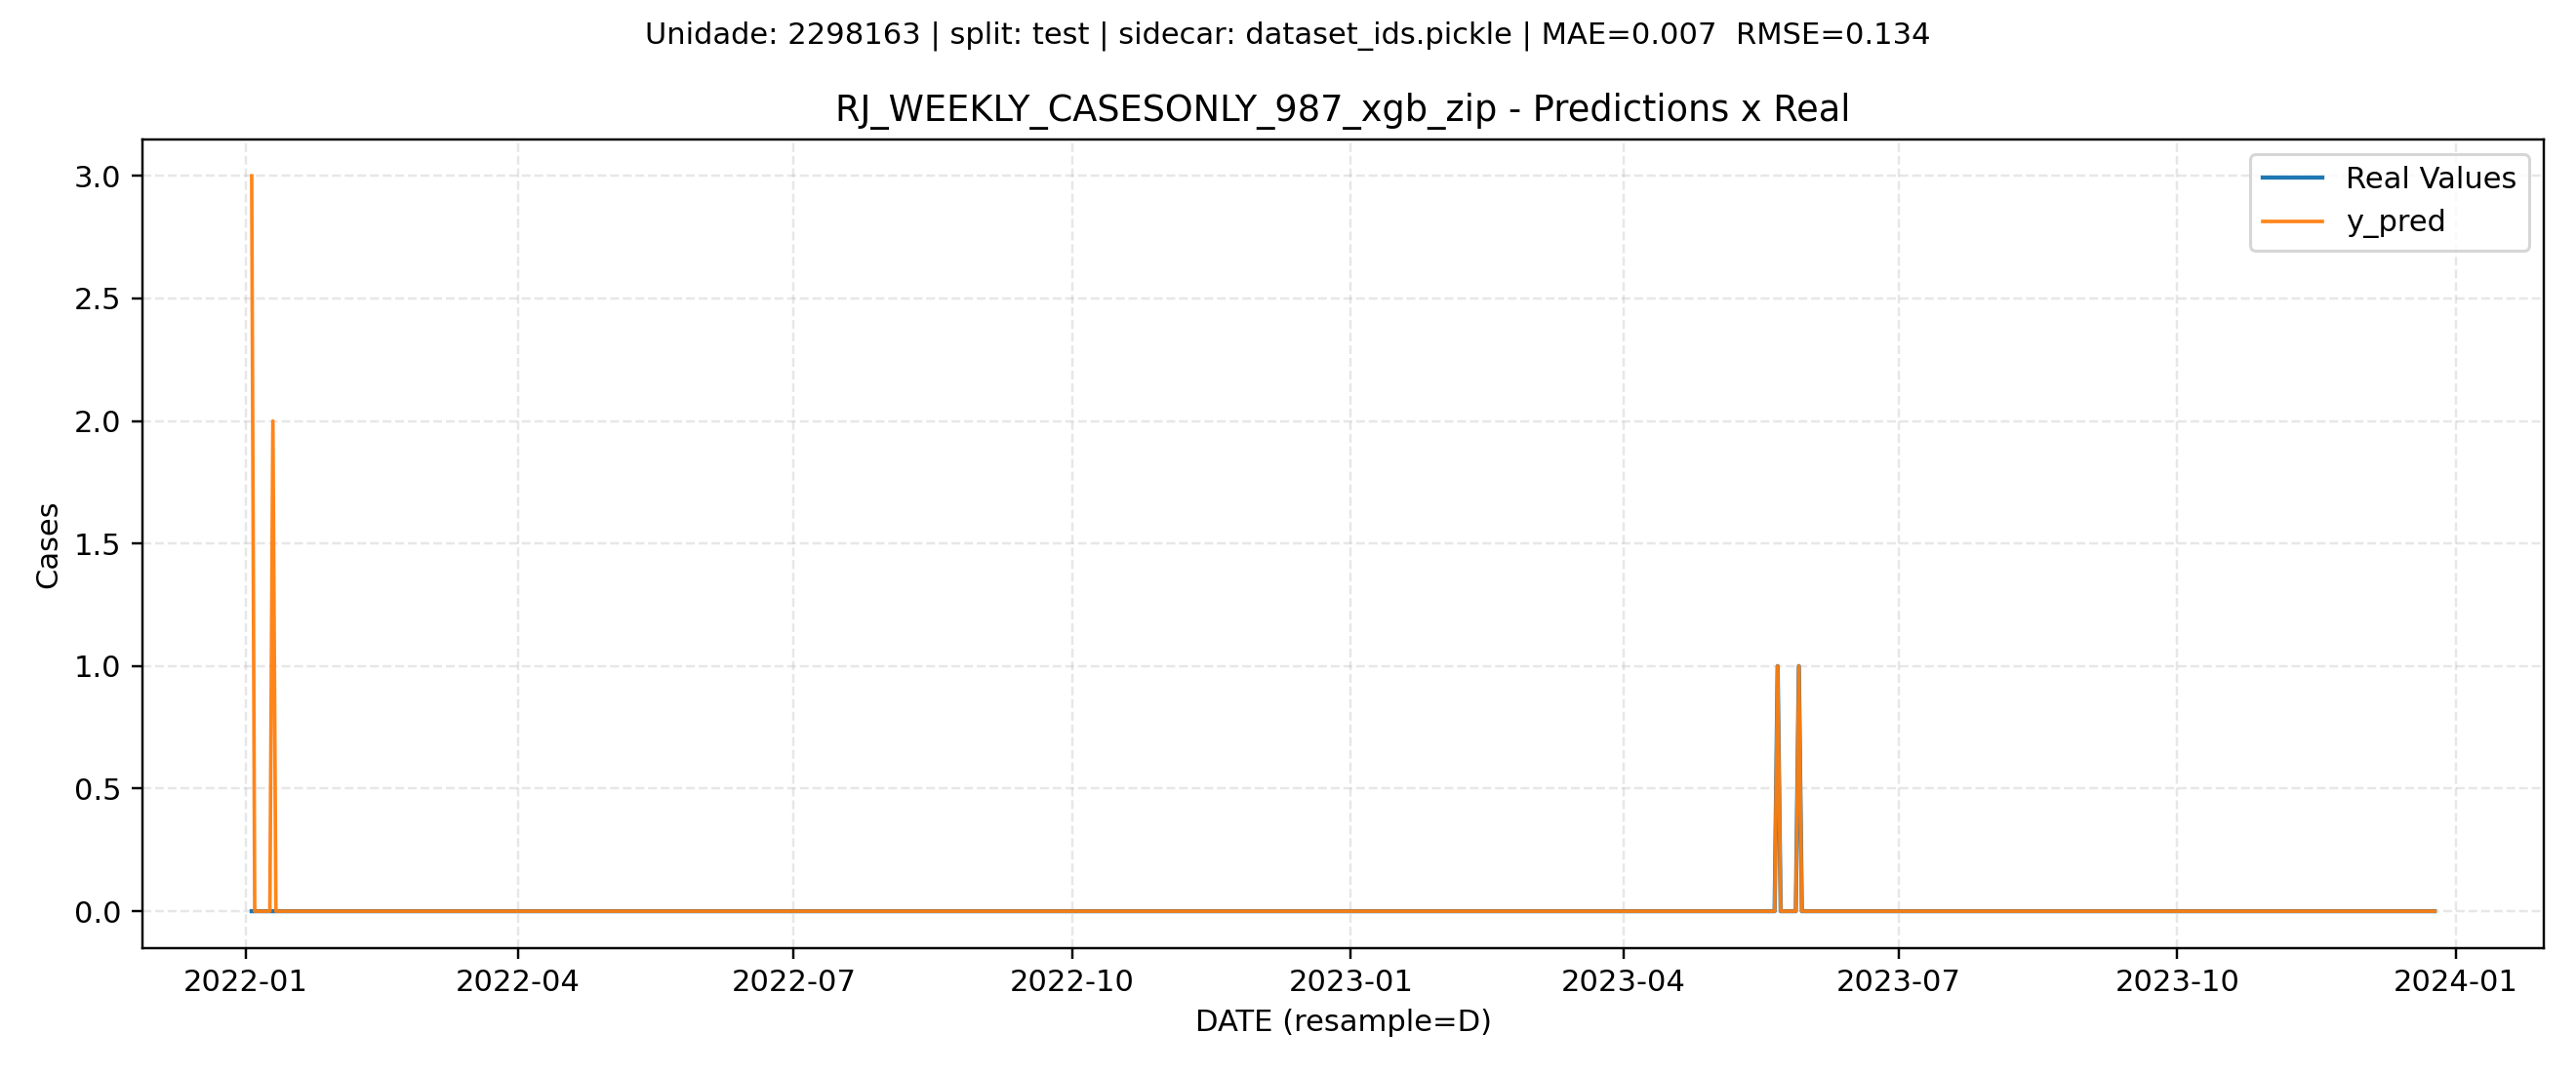 Unidade: 2298163 | split: test | sidecar: dataset_ids.pickle | MAE=0.007  RMSE=0.134
RJ_WEEKLY_CASESONLY_987_xgb_zip - Predictions x Real
Real Values
y_pred
3.0
2.5
2.0
1.5
1.0
0.5
0.0
Cases
2022-01
2022-04
2022-07
2022-10
2023-01
2023-04
2023-07
2023-10
2024-01
DATE (resample=D)